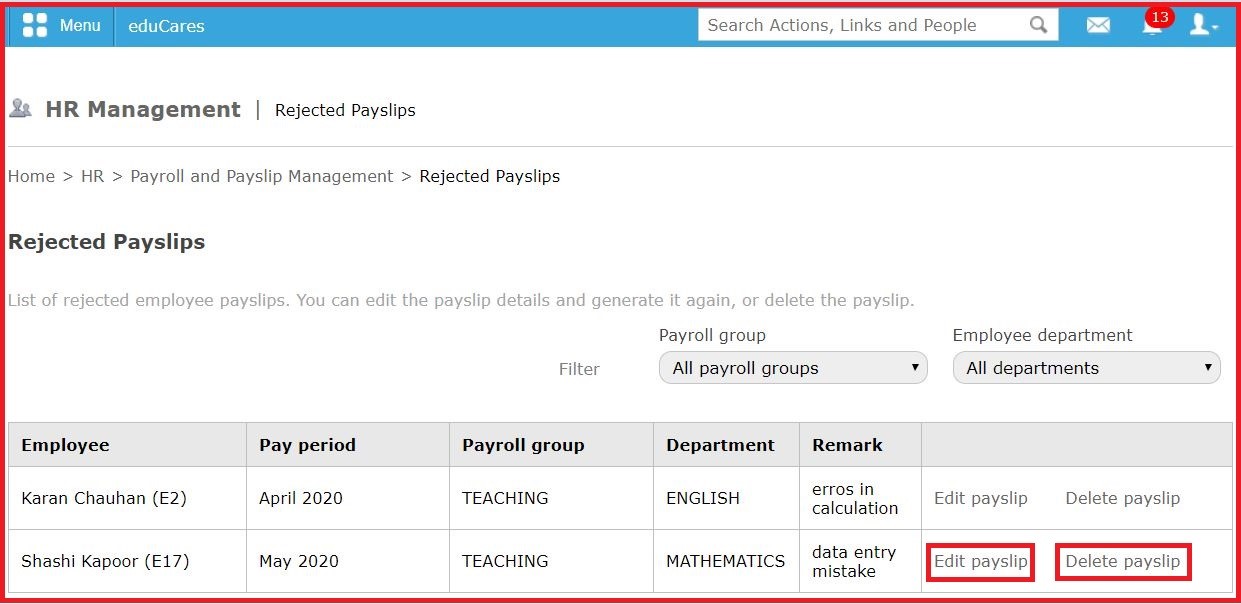 Menu eduCares Search Actions, Links and People 13
HR Management | Rejected Payslips
Home > HR > Payroll and Payslip Management > Rejected Payslips
Rejected Payslips
List of rejected employee payslips. You can edit the payslip details and generate it again, or delete the payslip.
Payroll group Employee department
Filter All payroll groups All departments
Employee Pay period Payroll group Department Remark
Karan Chauhan (E2) April 2020 TEACHING ENGLISH erros in
calculation Edit payslip Delete payslip
Shashi Kapoor (E17) May 2020 TEACHING MATHEMATICS data entry
mistake Edit payslip Delete payslip